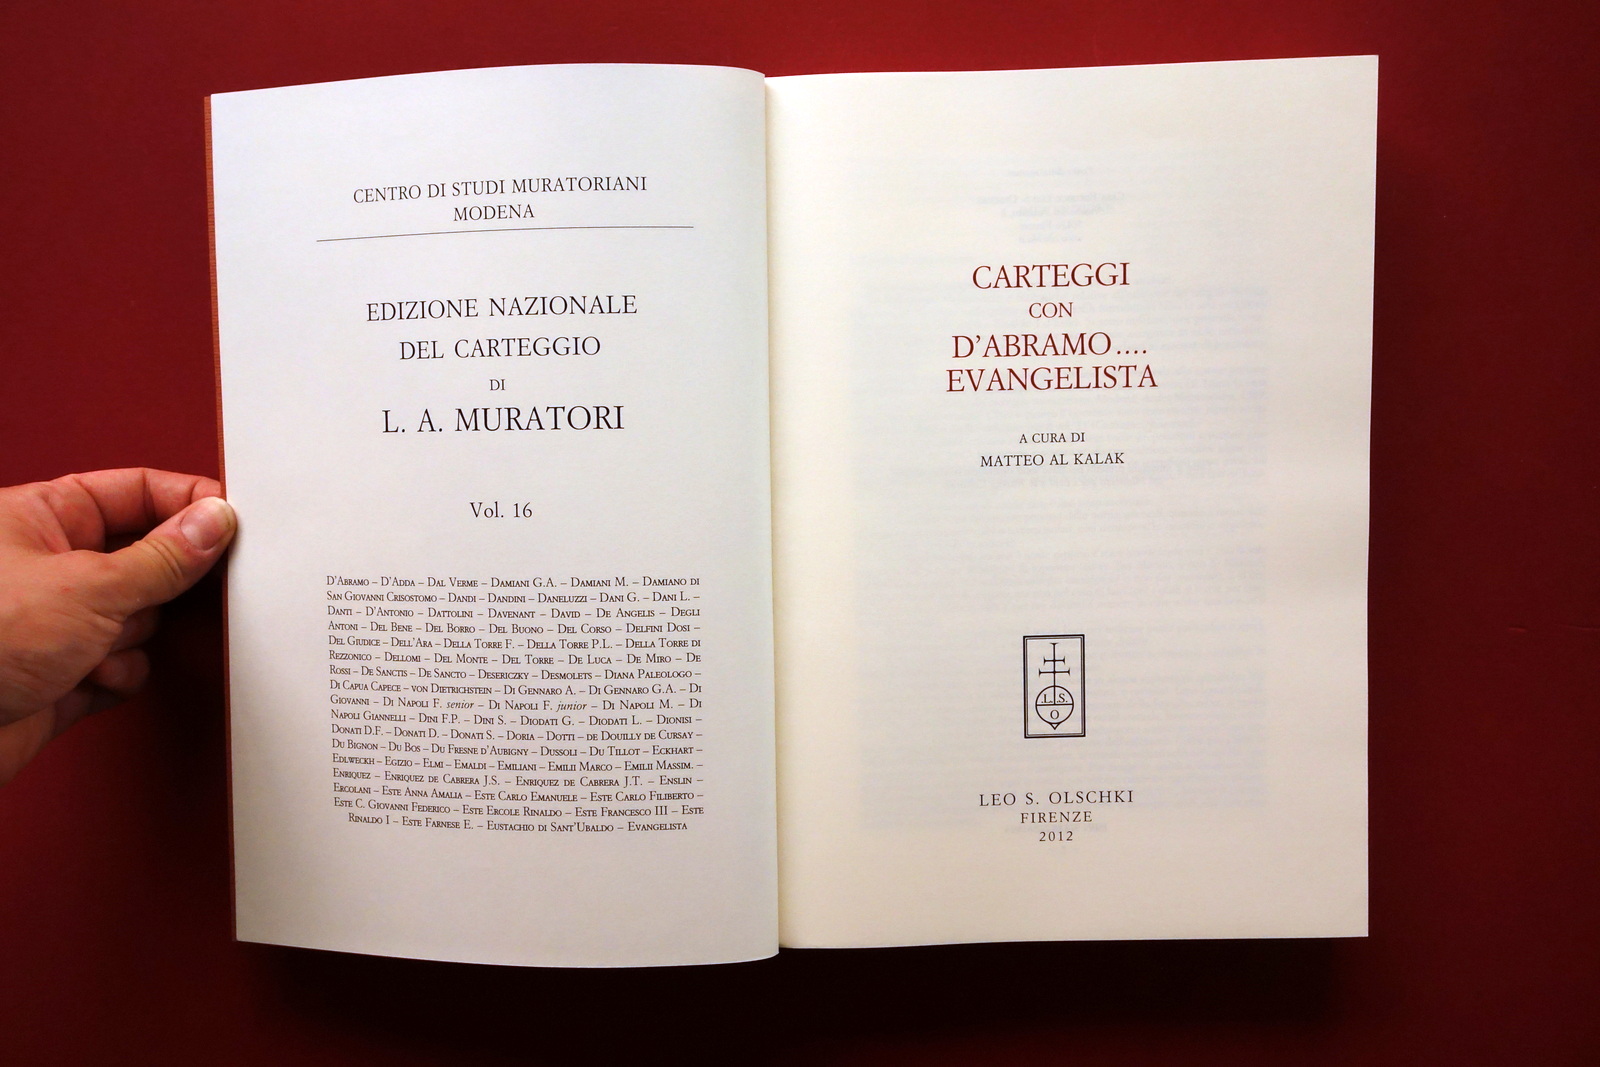 CENTRO DI STUDI MURATORIANI
MODENA
EDIZIONE NAZIONALE
DEL CARTEGGIO
DI
L. A. MURATORI
Vol. 16
D'Abramo – D'Adda – Dal Verme – Damiani G.A. – Damiani M. – Damiano di
San Giovanni Crisostomo – Dandi – Dandini – Daneluzzi – Dani G. – Dani L. –
Danti – D'Antonio – Dattolini – Davenant – David – De Angelis – Degli
Antoni – Del Bene – Del Borro – Del Buono – Del Corso – Delfini Dosi –
Del Giudice – Dell'Ara – Della Torre F. – Della Torre P.L. – Della Torre di
Rezzonico – Dellomi – Del Monte – Del Torre – De Luca – De Miro – De
Rossi – De Sanctis – De Sancto – Desericzky – Desmolets – Diana Paleologo –
Di Capua Capece – von Dietrichstein – Di Gennaro A. – Di Gennaro G.A. – Di
Giovanni – Di Napoli F. senior – Di Napoli F. junior – Di Napoli M. – Di
Napoli Giannelli – Dini F.P. – Dini S. – Diodati G. – Diodati L. – Dionisi –
Donati D.F. – Donati D. – Donati S. – Doria – Dotti – de Douilly de Cursay –
Du Bignon – Du Bos – Du Fresne d'Aubigny – Dussoli – Du Tillot – Eckhart –
Edlweckh – Egizio – Elmi – Emaldi – Emiliani – Emilii Marco – Emilii Massim. –
Enriquez – Enriquez de Cabrera J.S. – Enriquez de Cabrera J.T. – Enslin –
Ercolani – Este Anna Amalia – Este Carlo Emanuele – Este Carlo Filiberto –
Este C. Giovanni Federico – Este Ercole Rinaldo – Este Francesco III – Este
Rinaldo I – Este Farnese E. – Eustachio di Sant'Ubaldo – Evangelista
CARTEGGI
CON
D'ABRAMO ....
EVANGELISTA
A CURA DI
MATTEO AL KALAK
L. S.
O
LEO S. OLSCHKI
FIRENZE
2012